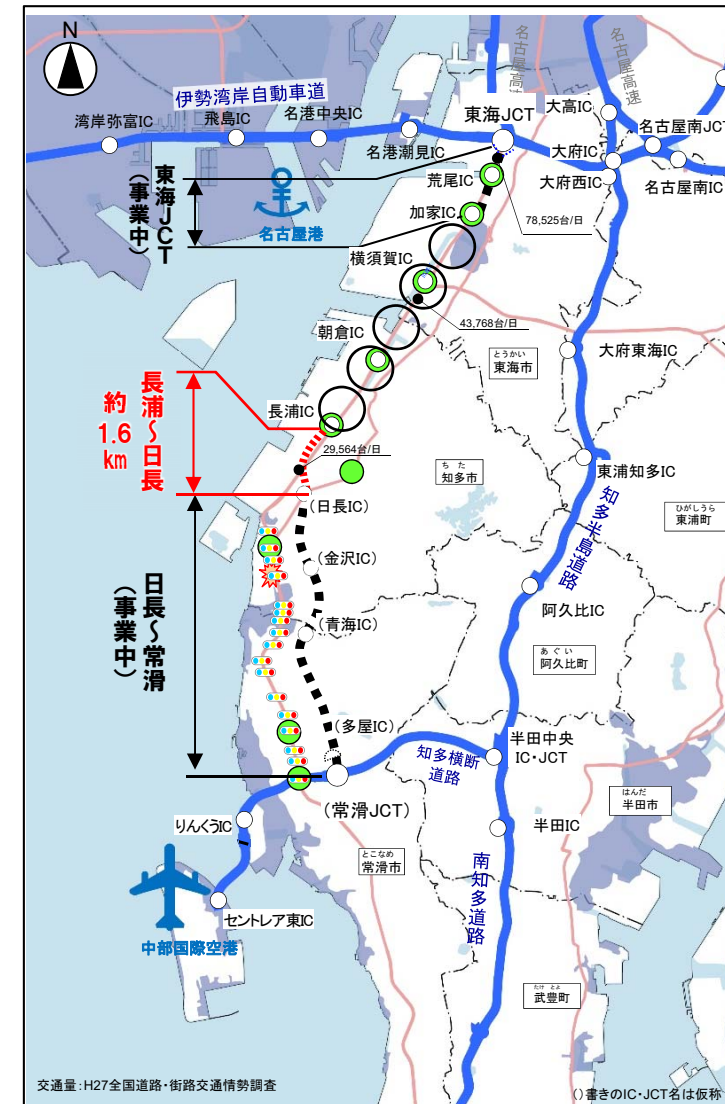 N
名古屋高速
名古屋高速
伊勢湾岸自動車道
湾岸弥富IC
飛島IC
名港中央IC
名港潮見IC
東海JCT
大高IC
名古屋南JCT
大府IC
大府西IC
名古屋南IC
荒尾IC
78,525台/日
加家IC
東海JCT
(事業中)
名古屋港
横須賀IC
43,768台/日
朝倉IC
とうかい
東海市
大府東海IC
長浦~日長
約
1.6
km
長浦IC
29,564台/日
ちた
知多市
東浦知多IC
ひがしうら
東浦町
(日長IC)
知多半島道路
(金沢IC)
阿久比IC
(青海IC)
あぐい
阿久比町
日長~常滑
(事業中)
(多屋IC)
知多横断
道路
半田中央
IC・JCT
はんだ
半田市
(常滑JCT)
りんくうIC
半田IC
とこなめ
常滑市
南知多道路
セントレア東IC
中部国際空港
たけ とよ
武豊町
交通量:H27全国道路・街路交通情勢調査
()書きのIC・JCT名は仮称